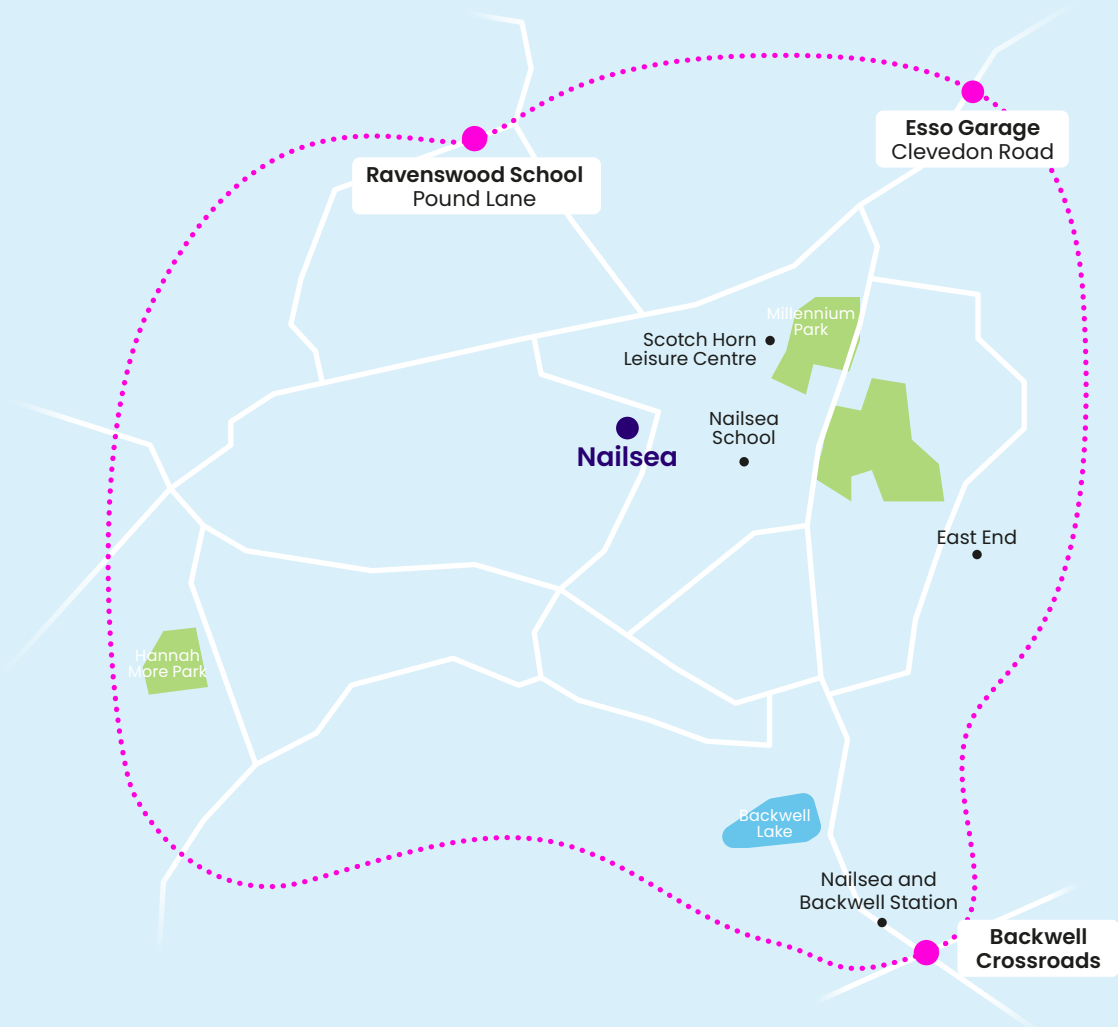 Esso Garage
Clevedon Road
Ravenswood School
Pound Lane
Millennium
Park
Scotch Horn
Leisure Centre
Nailsea
School
Nailsea
East End
Hannah
More Park
Backwell
Lake
Nailsea and
Backwell Station
Backwell
Crossroads